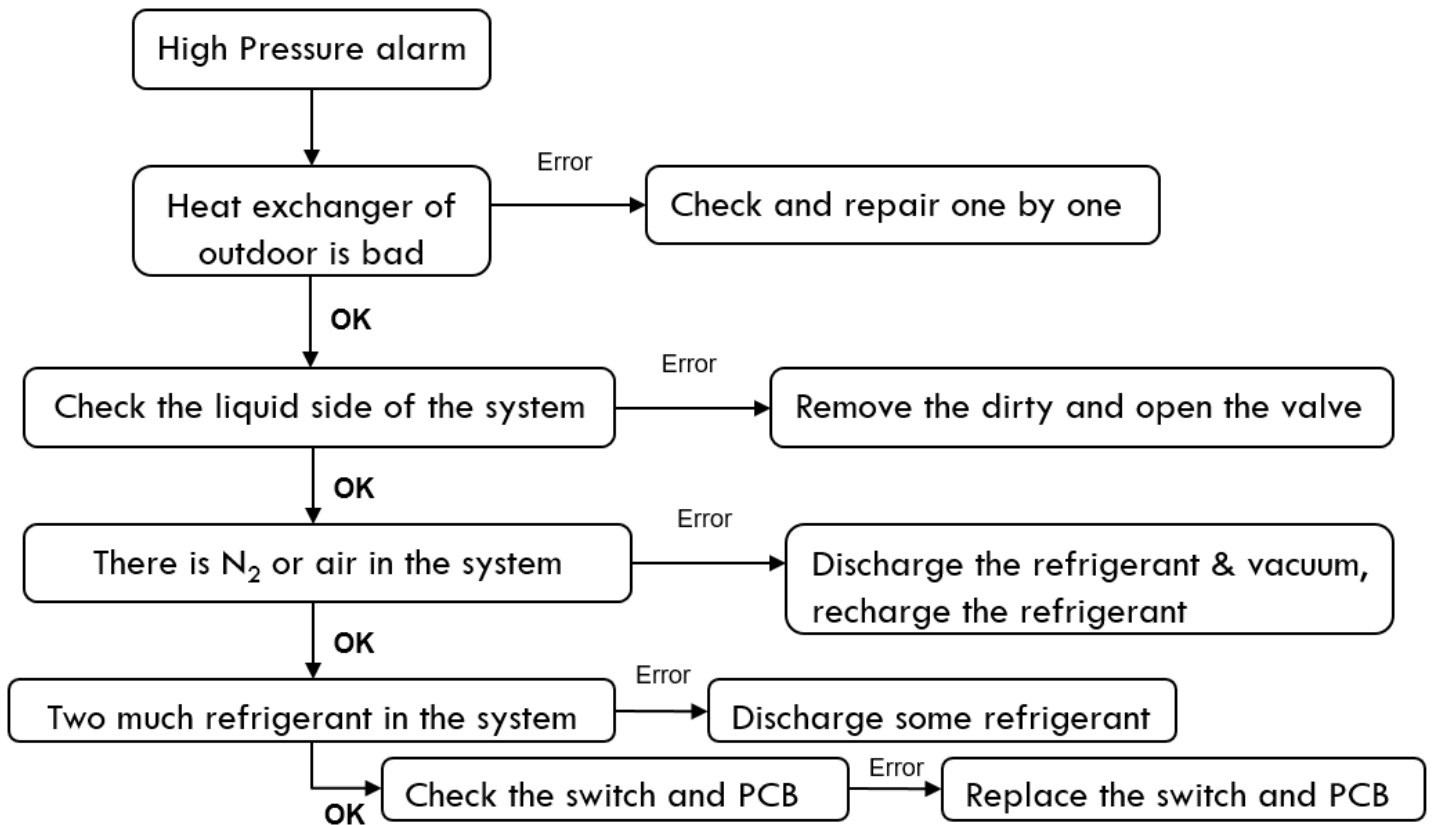 High Pressure alarm
Error
Heat exchanger of
outdoor is bad
Check and repair one by one
OK
Error
Check the liquid side of the system
Remove the dirty and open the valve
OK
Error
There is N₂ or air in the system
Discharge the refrigerant & vacuum,
recharge the refrigerant
OK
Error
Two much refrigerant in the system
Discharge some refrigerant
OK
Check the switch and PCB
Error
Replace the switch and PCB